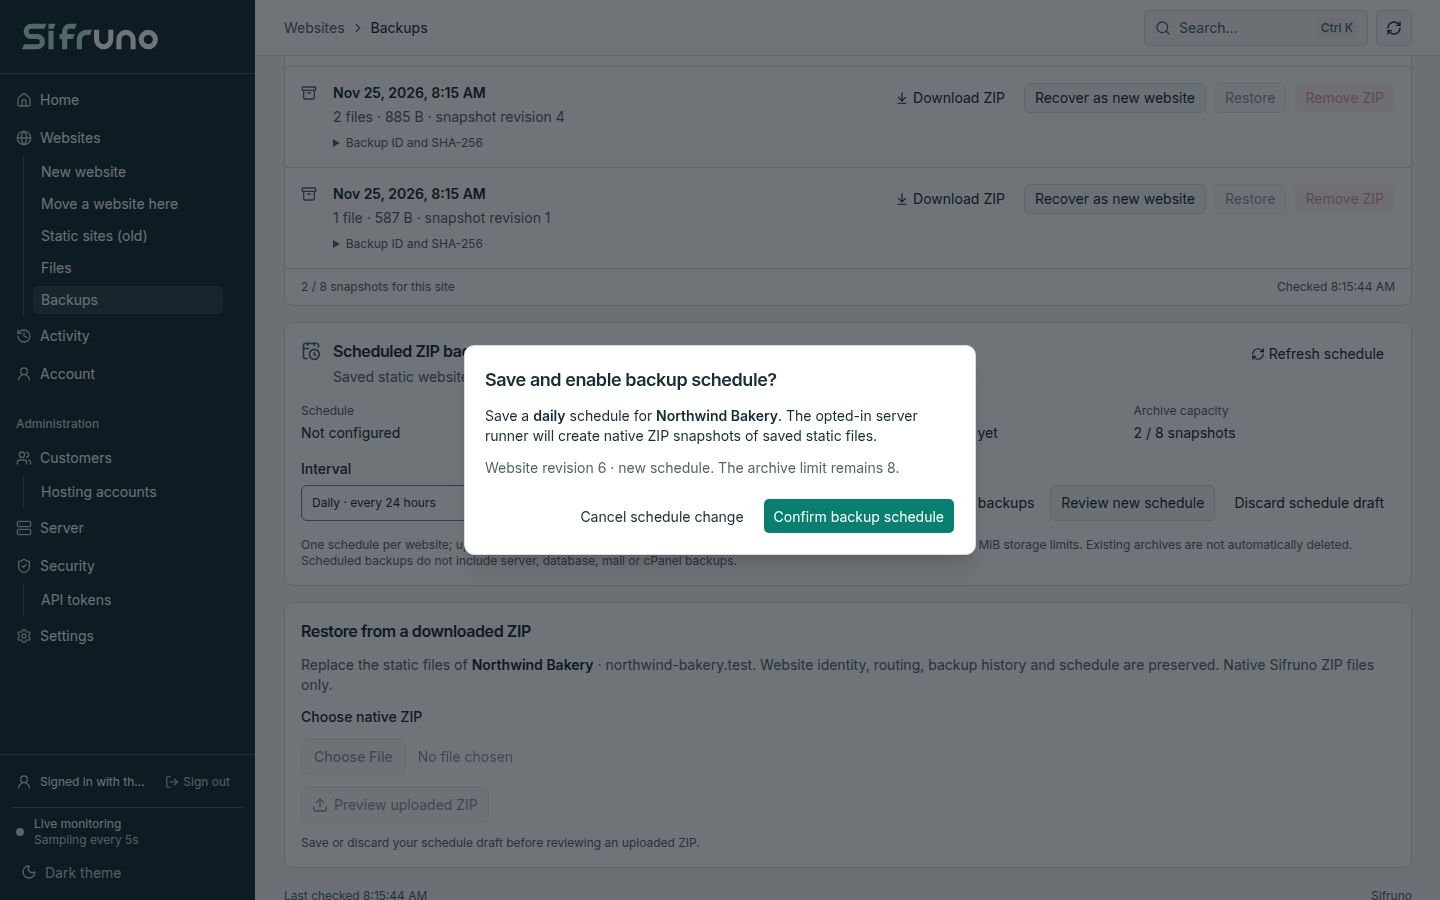 Sifruno
Websites > Backups
Search...
Ctrl K
Home
Websites
New website
Move a website here
Static sites (old)
Files
Backups
Activity
Account
Administration
Customers
Hosting accounts
Server
Security
API tokens
Settings
Signed in with th...
Sign out
Live monitoring
Sampling every 5s
Dark theme
Nov 25, 2026, 8:15 AM
2 files · 885 B · snapshot revision 4
Backup ID and SHA-256
Download ZIP
Recover as new website
Restore
Remove ZIP
Nov 25, 2026, 8:15 AM
1 file · 587 B · snapshot revision 1
Backup ID and SHA-256
Download ZIP
Recover as new website
Restore
Remove ZIP
2 / 8 snapshots for this site
Checked 8:15:44 AM
Scheduled ZIP
Saved static
Refresh schedule
Schedule
Not configured
yet
Archive capacity
2 / 8 snapshots
Interval
Daily · every 24 hours
backups
Review new schedule
Discard schedule draft
One schedule per website;
MiB storage limits. Existing archives are not automatically deleted.
Scheduled backups do not include server, database, mail or cPanel backups.
Save and enable backup schedule?
Save a daily schedule for Northwind Bakery. The opted-in server
runner will create native ZIP snapshots of saved static files.
Website revision 6 · new schedule. The archive limit remains 8.
Cancel schedule change
Confirm backup schedule
Restore from a downloaded ZIP
Replace the static files of Northwind Bakery · northwind-bakery.test. Website identity, routing, backup history and schedule are preserved. Native Sifruno ZIP files
only.
Choose native ZIP
Choose File
No file chosen
Preview uploaded ZIP
Save or discard your schedule draft before reviewing an uploaded ZIP.
Last checked 8:15:44 AM
Sifruno